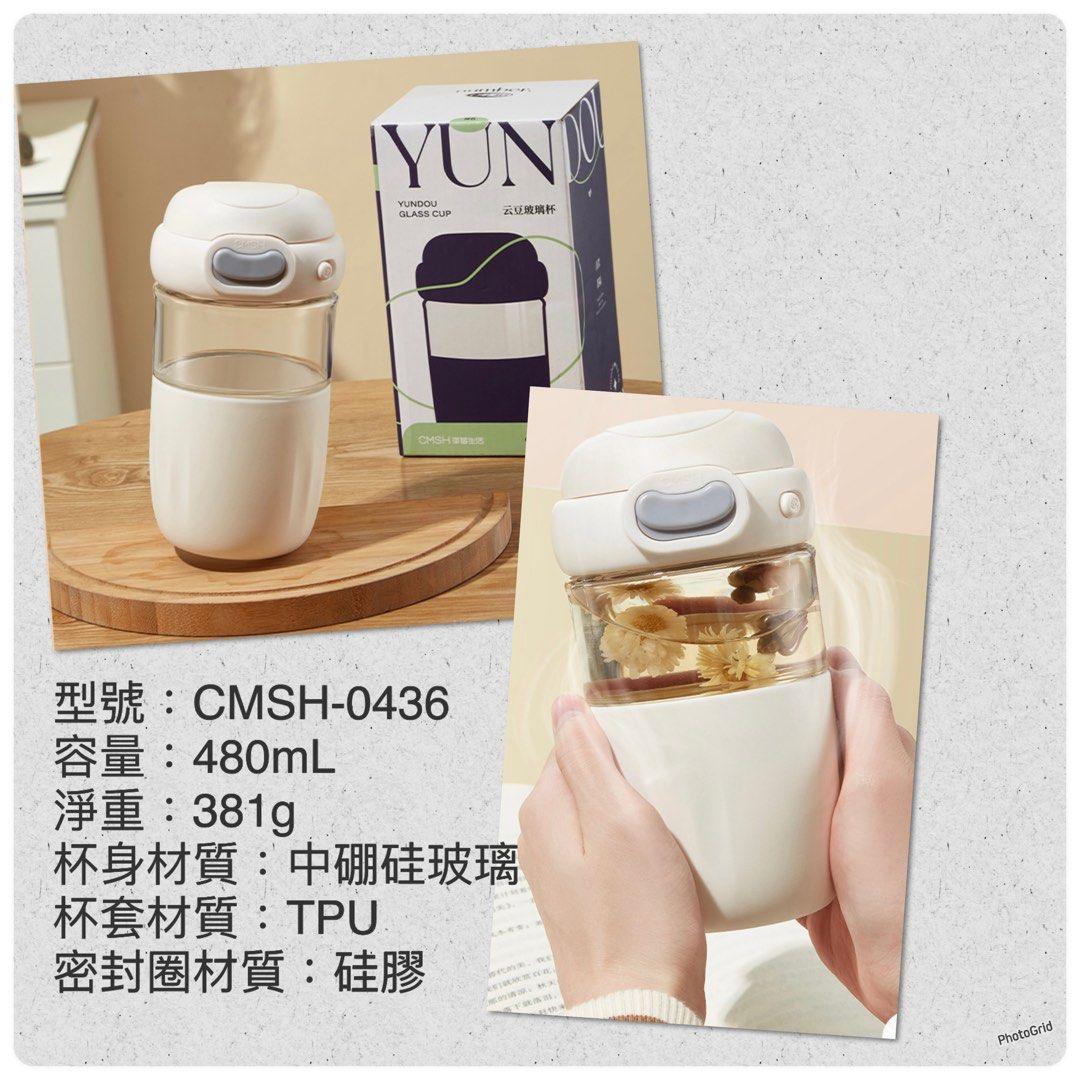 YUN
YUNDOU
GLASS CUP
云豆玻璃杯
CMSH
型號：CMSH-0436
容量：480mL
淨重：381g
杯身材質：中硼硅玻璃
杯套材質：TPU
密封圈材質：硅膠
PhotoGrid